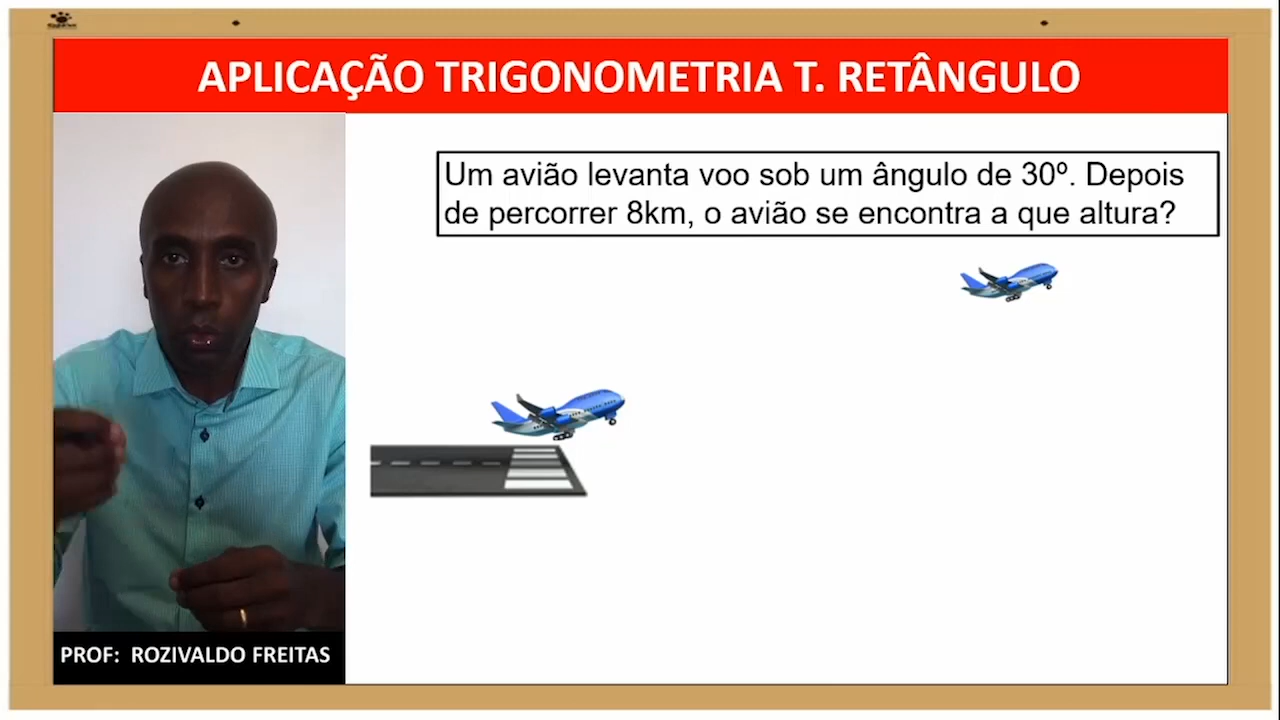 APLICAÇÃO TRIGONOMETRIA T. RETÂNGULO
Um avião levanta voo sob um ângulo de 30º. Depois
de percorrer 8km, o avião se encontra a que altura?
PROF: ROZIVALDO FREITAS